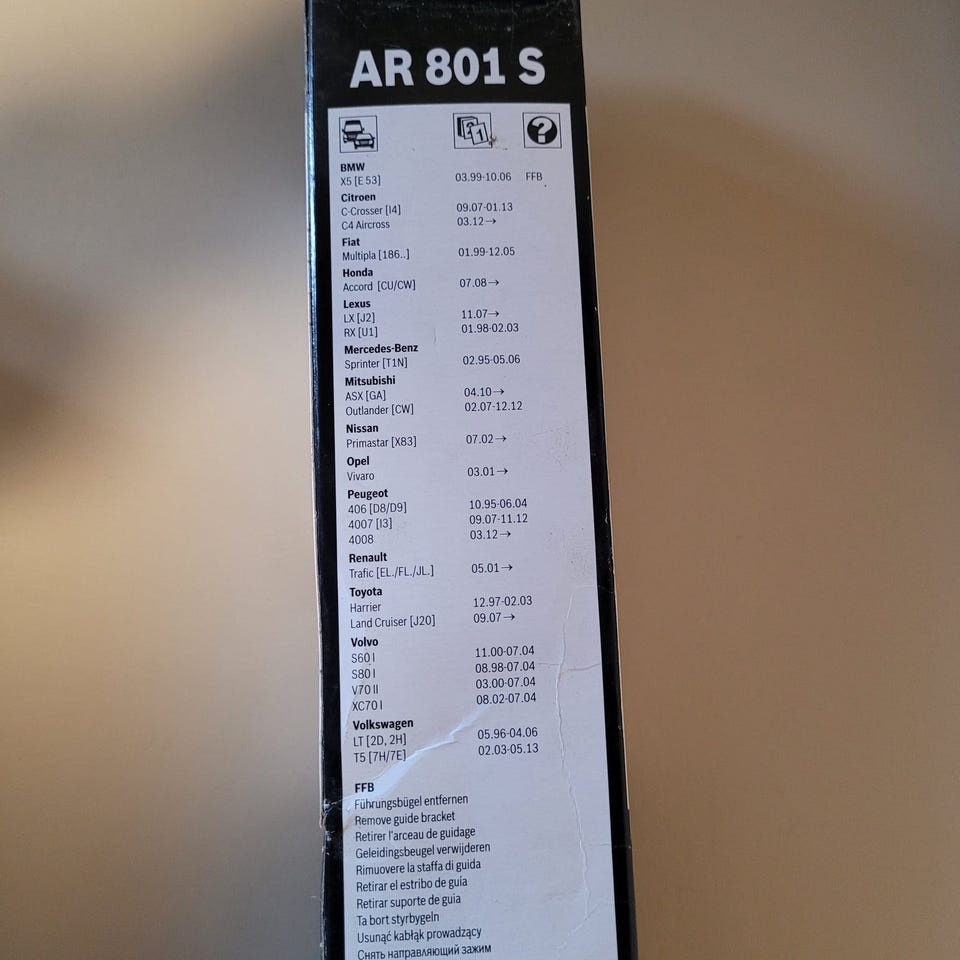 AR 801 S
21
?
BMW
X5 [E 53] 03.99-10.06 FFB
Citroen
C-Crosser [I4] 09.07-01.13
C4 Aircross 03.12→
Fiat
Multipla [186..] 01.99-12.05
Honda
Accord [CU/CW] 07.08→
Lexus
LX [J2] 11.07→
RX [U1] 01.98-02.03
Mercedes-Benz
Sprinter [T1N] 02.95-05.06
Mitsubishi
ASX [GA] 04.10→
Outlander [CW] 02.07-12.12
Nissan
Primastar [X83] 07.02→
Opel
Vivaro 03.01→
Peugeot
406 [D8/D9] 10.95-06.04
4007 [I3] 09.07-11.12
4008 03.12→
Renault
Trafic [EL./FL./JL.] 05.01→
Toyota
Harrier 12.97-02.03
Land Cruiser [J20] 09.07→
Volvo
S60 I 11.00-07.04
S80 I 08.98-07.04
V70 II 03.00-07.04
XC70 I 08.02-07.04
Volkswagen
LT [2D, 2H] 05.96-04.06
T5 [7H/7E] 02.03-05.13
FFB
Führungsbügel entfernen
Remove guide bracket
Retirer l'arceau de guidage
Geleidingsbeugel verwijderen
Rimuovere la staffa di guida
Retirar el estribo de guía
Retirar suporte de guia
Ta bort styrbygeln
Usunąć kabłąk prowadzący
Снять направляющий зажим